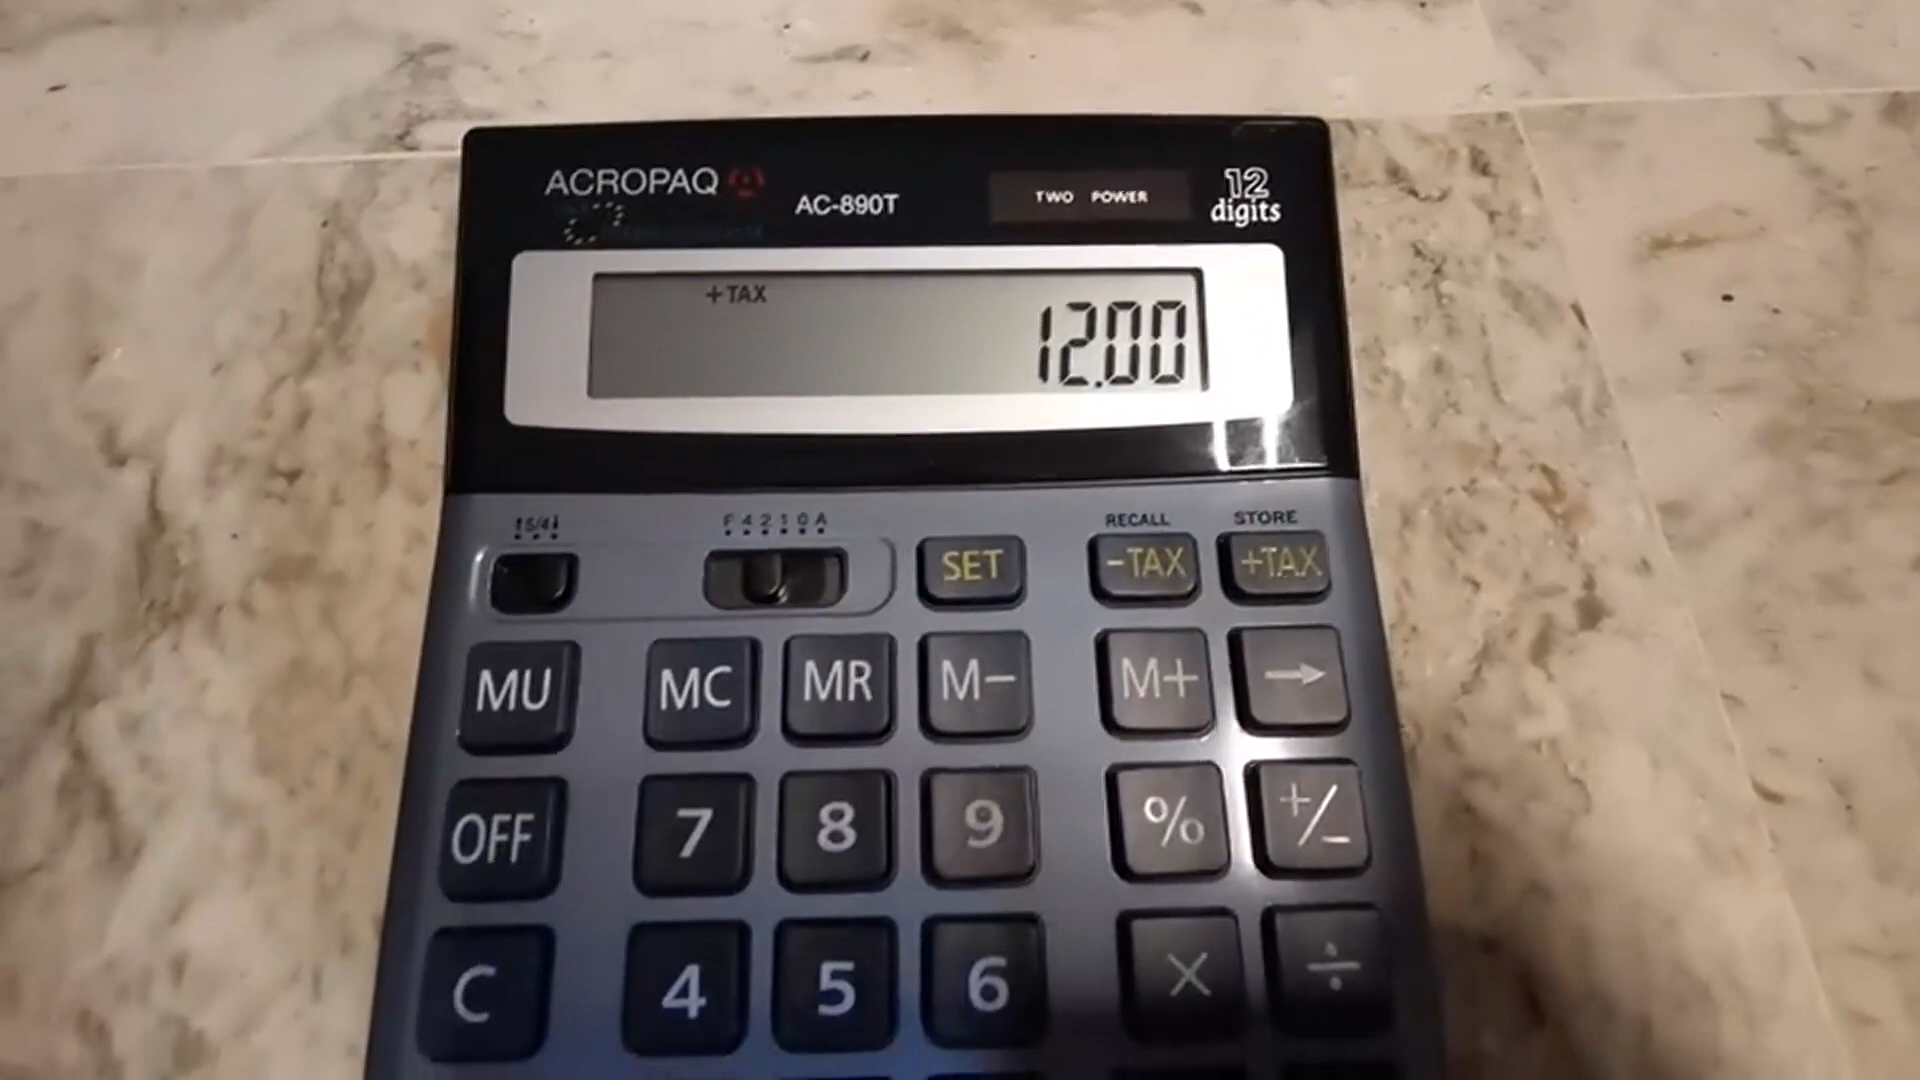 ACROPAQ
AC-890T
TWO POWER
12
digits
+TAX
12.00
5/4
F 4 2 1 0 A
RECALL
STORE
SET
-TAX
+TAX
MU
MC
MR
M-
M+
→
OFF
7
8
9
%
+/-
C
4
5
6
X
÷